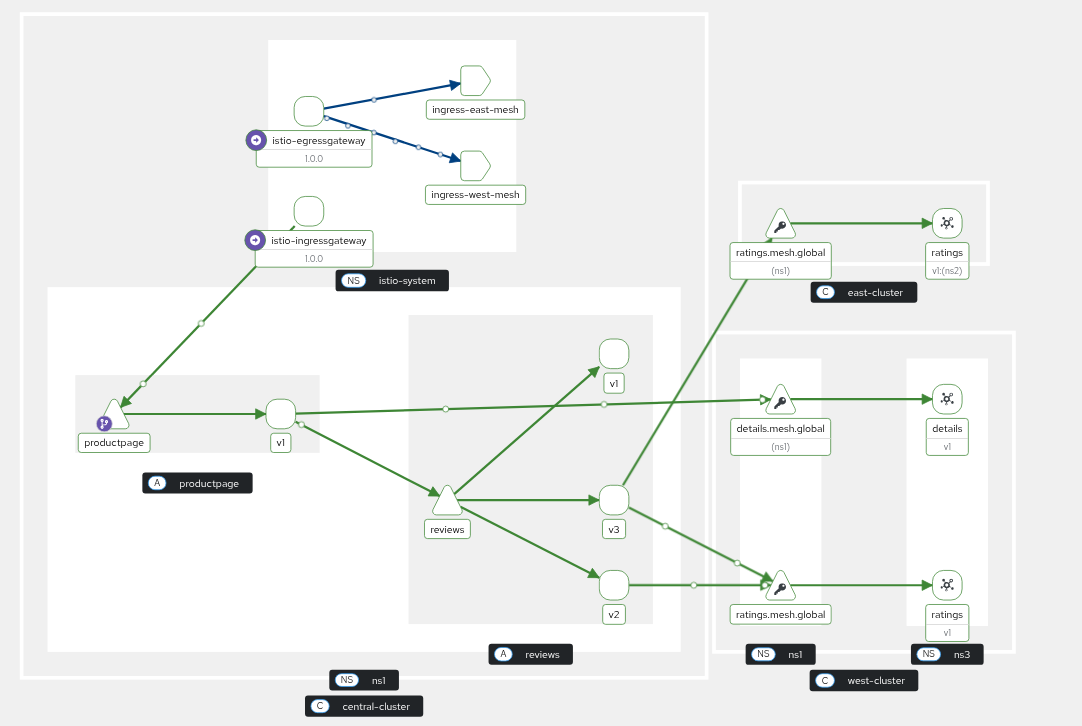 ingress-east-mesh
istio-egressgateway
1.0.0
ingress-west-mesh
istio-ingressgateway
1.0.0
NS istio-system
ratings.mesh.global
(ns1)
ratings
v1:(ns2)
C east-cluster
v1
productpage
v1
A productpage
details.mesh.global
(ns1)
details
v1
reviews
v3
v2
ratings.mesh.global
ratings
v1
A reviews
NS ns1
NS ns3
NS ns1
C west-cluster
C central-cluster